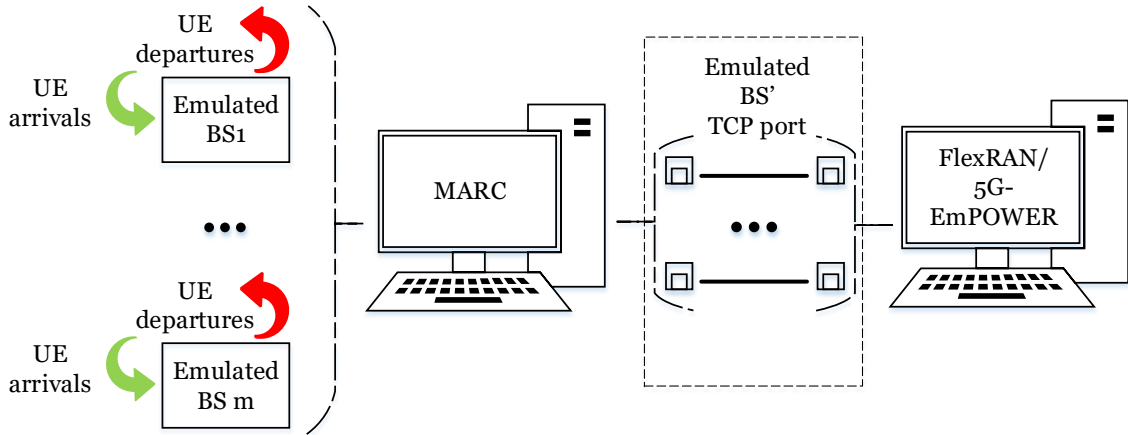 UE
departures
UE
arrivals
Emulated
BS1
UE
departures
UE
arrivals
Emulated
BS m
MARC
Emulated
BS’
TCP port
FlexRAN/
5G-
EmPOWER